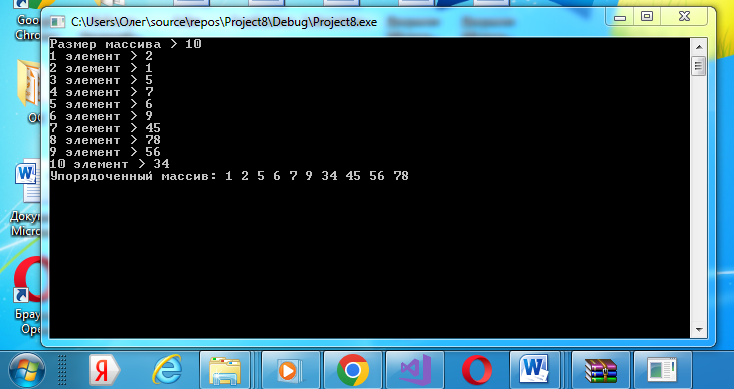 C:\Users\Олег\source\repos\Project8\Debug\Project8.exe
Goo
Chro
Размер массива > 10
1 элемент > 2
2 элемент > 1
3 элемент > 5
4 элемент > 7
5 элемент > 6
6 элемент > 9
7 элемент > 45
8 элемент > 78
9 элемент > 56
10 элемент > 34
Упорядоченный массив: 1 2 5 6 7 9 34 45 56 78
Докум
Micro
Брау
Ope